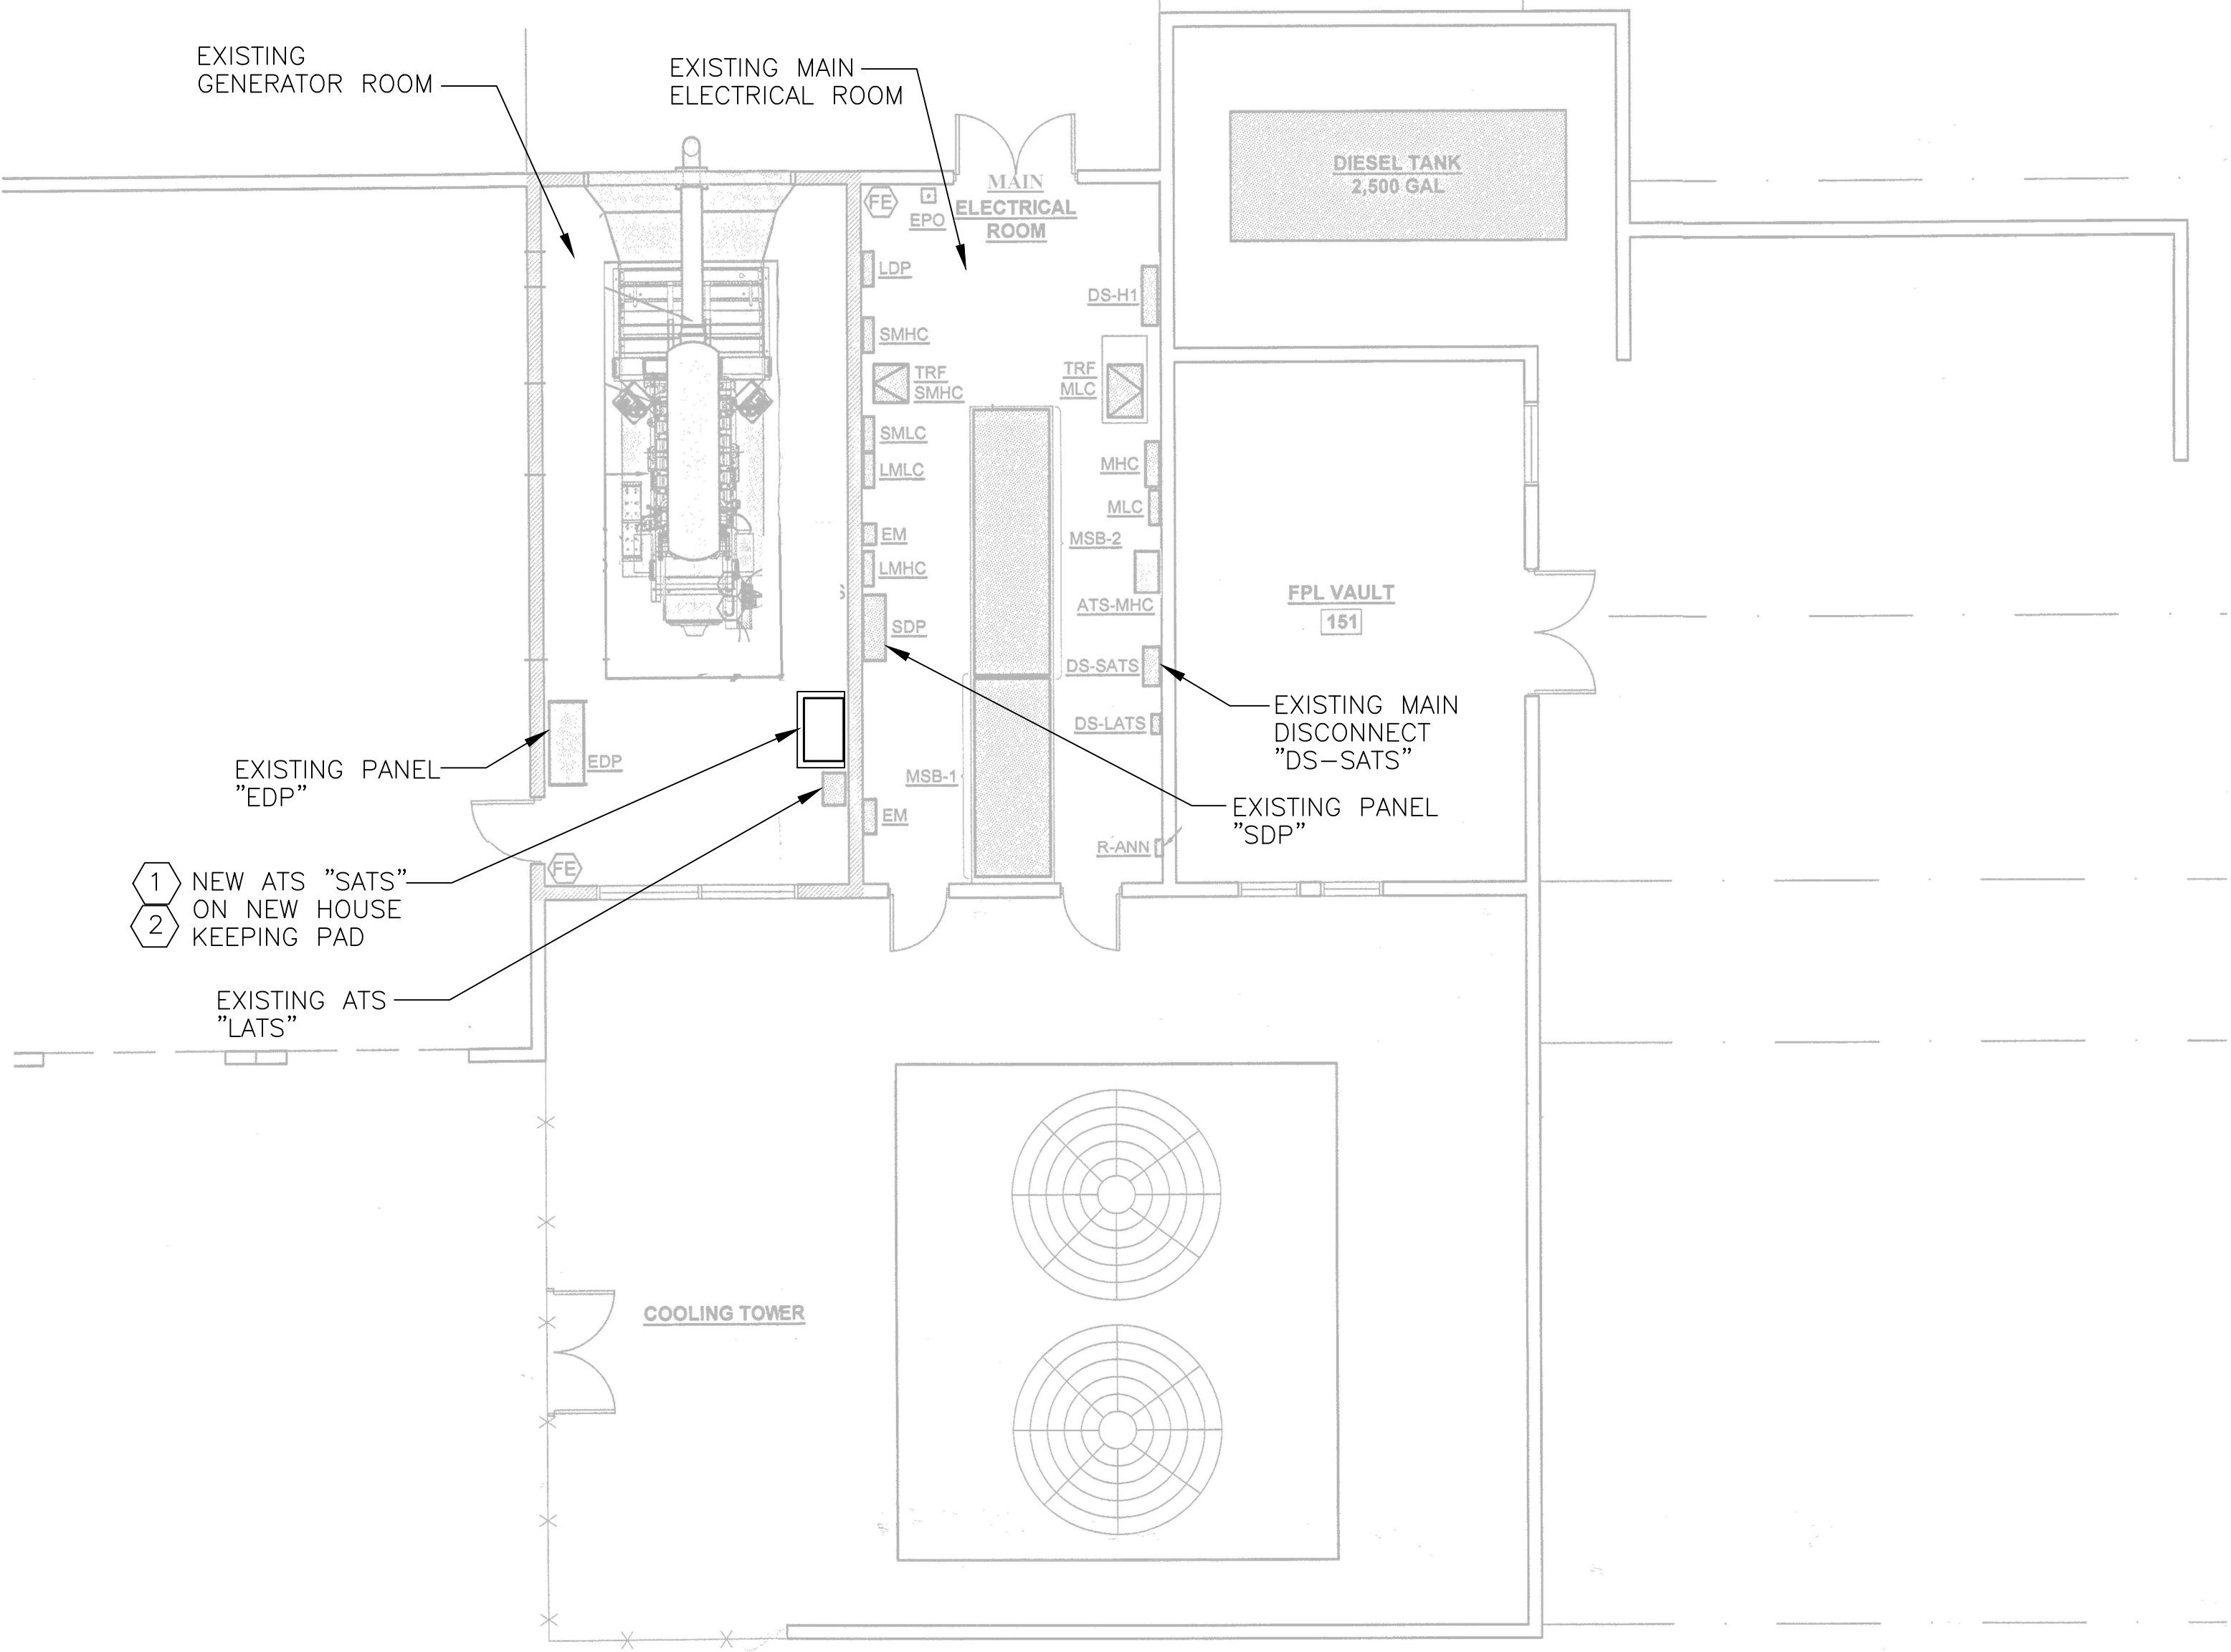 EXISTING
GENERATOR ROOM
EXISTING MAIN
ELECTRICAL ROOM
DIESEL TANK
2,500 GAL
MAIN
ELECTRICAL
ROOM
FE
EPO
LDP
DS-H1
SMHC
TRF
SMHC
TRF
MLC
SMLC
LMLC
MHC
MLC
EM
MSB-2
LMHC
ATS-MHC
FPL VAULT
151
SDP
DS-SATS
DS-LATS
EXISTING MAIN
DISCONNECT
"DS-SATS"
EXISTING PANEL
"EDP"
EDP
MSB-1
EXISTING PANEL
"SDP"
EM
R-ANN
FE
1
2
NEW ATS "SATS"
ON NEW HOUSE
KEEPING PAD
EXISTING ATS
"LATS"
COOLING TOWER